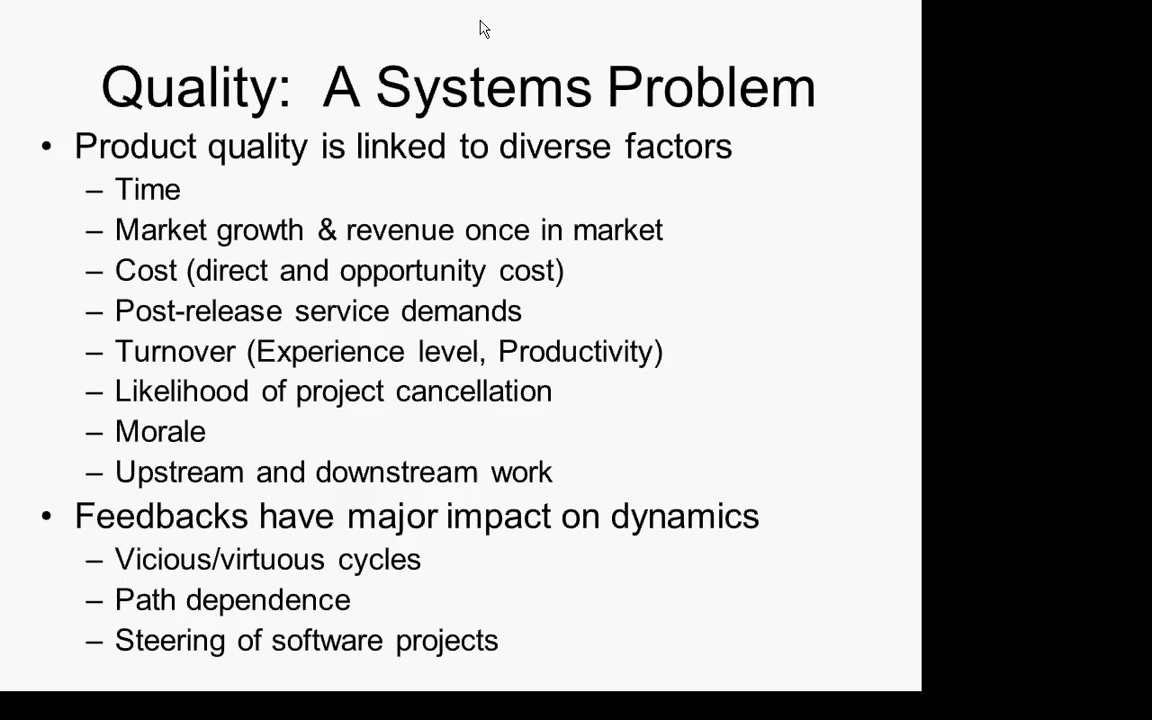 Quality: A Systems Problem
• Product quality is linked to diverse factors
– Time
– Market growth & revenue once in market
– Cost (direct and opportunity cost)
– Post-release service demands
– Turnover (Experience level, Productivity)
– Likelihood of project cancellation
– Morale
– Upstream and downstream work
• Feedbacks have major impact on dynamics
– Vicious/virtuous cycles
– Path dependence
– Steering of software projects